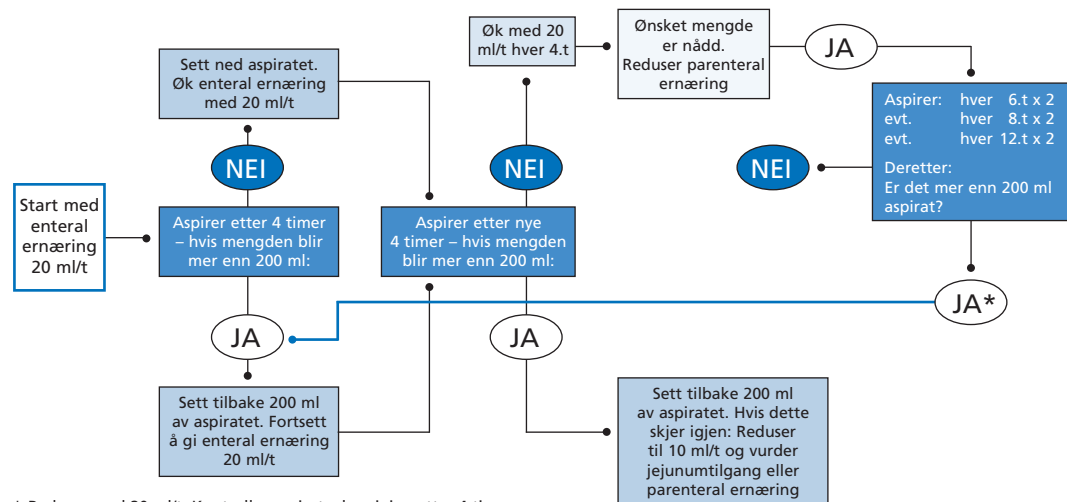 Start med
enteral
ernæring
20 ml/t
Sett ned aspiratet.
Øk enteral ernæring
med 20 ml/t
NEI
Aspirer etter 4 timer
– hvis mengden blir
mer enn 200 ml:
JA
Sett tilbake 200 ml
av aspiratet. Fortsett
å gi enteral ernæring
20 ml/t
Øk med 20
ml/t hver 4.t
NEI
Aspirer etter nye
4 timer – hvis mengden
blir mer enn 200 ml:
JA
Sett tilbake 200 ml
av aspiratet. Hvis dette
skjer igjen: Reduser
til 10 ml/t og vurder
jejunumtilgang eller
parenteral ernæring
Ønsket mengde
er nådd.
Reduser parenteral
ernæring
JA
Aspirer: hver 6.t x 2
evt. hver 8.t x 2
evt. hver 12.t x 2
Deretter:
Er det mer enn 200 ml
aspirat?
NEI
JA*